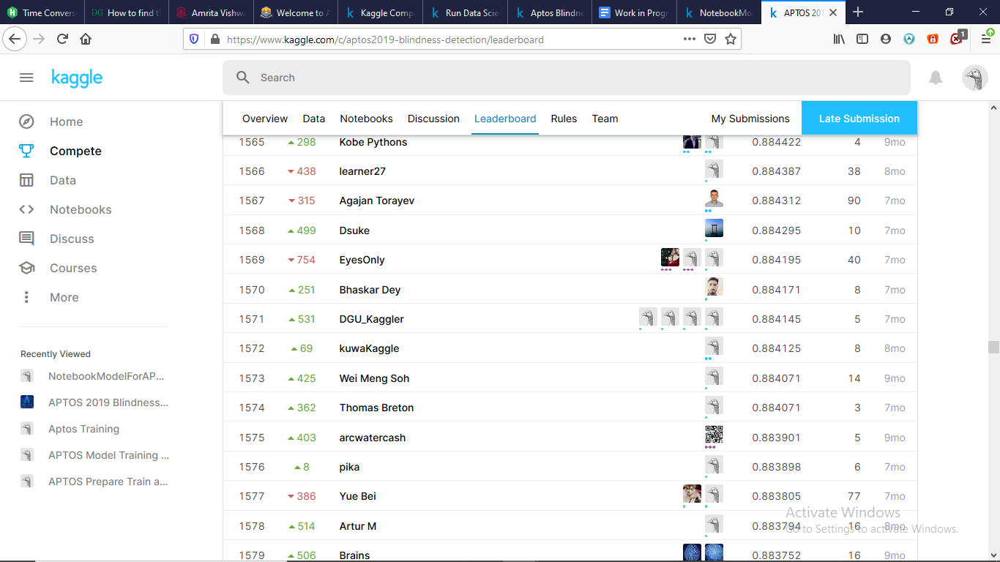 Time Convers
How to find t
Amrita Vishw
Welcome to A
Kaggle Comp
Run Data Scie
Aptos Blindne
Work in Progr
NotebookMo
APTOS 201
https://www.kaggle.com/c/aptos2019-blindness-detection/leaderboard
1
kaggle
Search
Overview Data Notebooks Discussion Leaderboard Rules Team My Submissions Late Submission
Home
Compete
Data
Notebooks
Discuss
Courses
More
Recently Viewed
NotebookModelForAP...
APTOS 2019 Blindness...
Aptos Training
APTOS Model Training ...
APTOS Prepare Train a...
1565 298 Kobe Pythons 0.884422 4 9mo
1566 438 learner27 0.884387 38 8mo
1567 315 Agajan Torayev 0.884312 90 7mo
1568 499 Dsuke 0.884295 10 7mo
1569 754 EyesOnly 0.884195 40 7mo
1570 251 Bhaskar Dey 0.884171 8 7mo
1571 531 DGU_Kaggler 0.884145 5 7mo
1572 69 kuwaKaggle 0.884125 8 8mo
1573 425 Wei Meng Soh 0.884071 14 9mo
1574 362 Thomas Breton 0.884071 3 7mo
1575 403 arcwatercash 0.883901 5 9mo
1576 8 pika 0.883898 6 7mo
1577 386 Yue Bei 0.883805 77 7mo
1578 514 Artur M 0.883794 16 8mo
1579 506 Brains 0.883752 16 9mo
Activate Windows
Go to Settings to activate Windows.